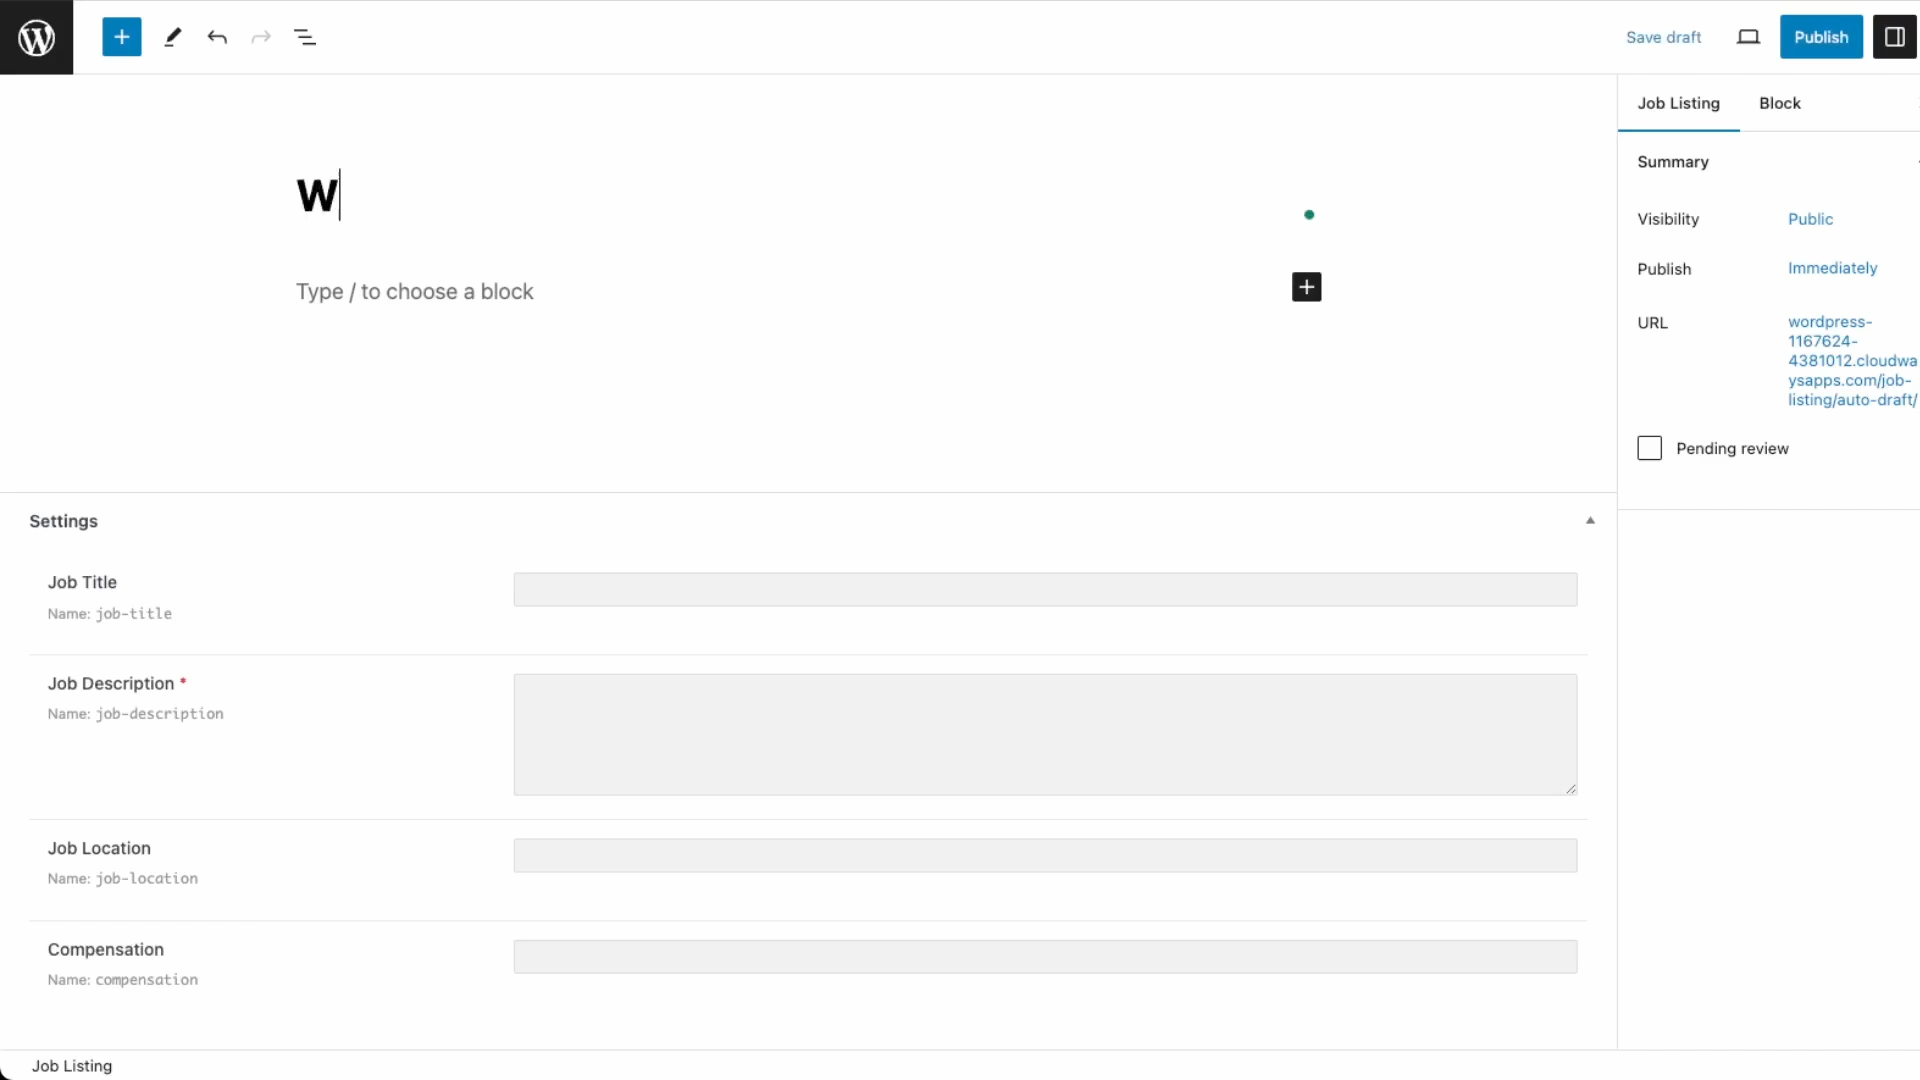 Save draft
Publish
Job Listing
Block
Summary
W
Visibility
Public
Publish
Immediately
Type / to choose a block
URL
wordpress-
1167624-
4381012.cloudwa
ysapps.com/job-
listing/auto-draft/
Pending review
Settings
Job Title
Name: job-title
Job Description *
Name: job-description
Job Location
Name: job-location
Compensation
Name: compensation
Job Listing